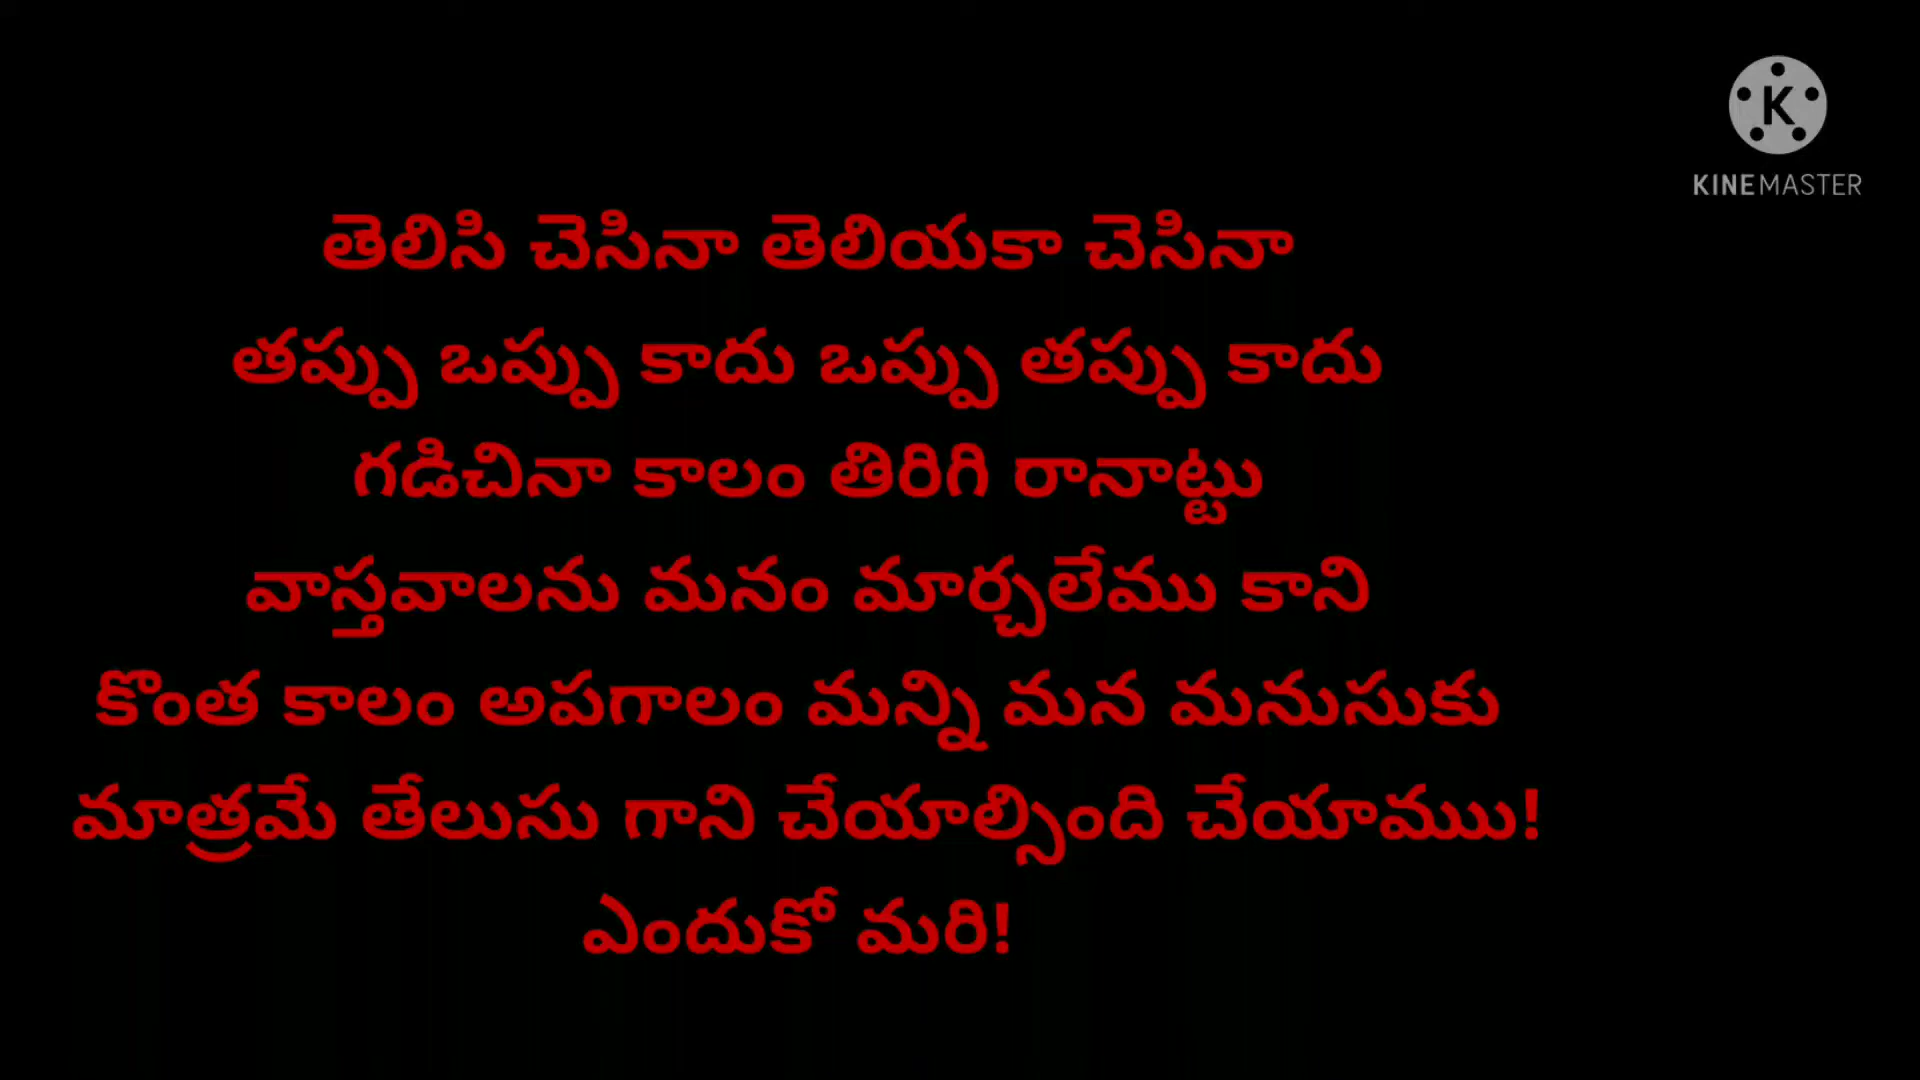 KINEMASTER
తెలిసి చెసినా తెలియకా చెసినా
తప్పు ఒప్పు కాదు ఒప్పు తప్పు కాదు
గడిచినా కాలం తిరిగి రానాట్టు
వాస్తవాలను మనం మార్చలేము కాని
కొంత కాలం అపగాలం మన్ని మన మనుసుకు
మాత్రమే తేలుసు గాని చేయాల్సింది చేయాముు!
ఎందుకో మరి!